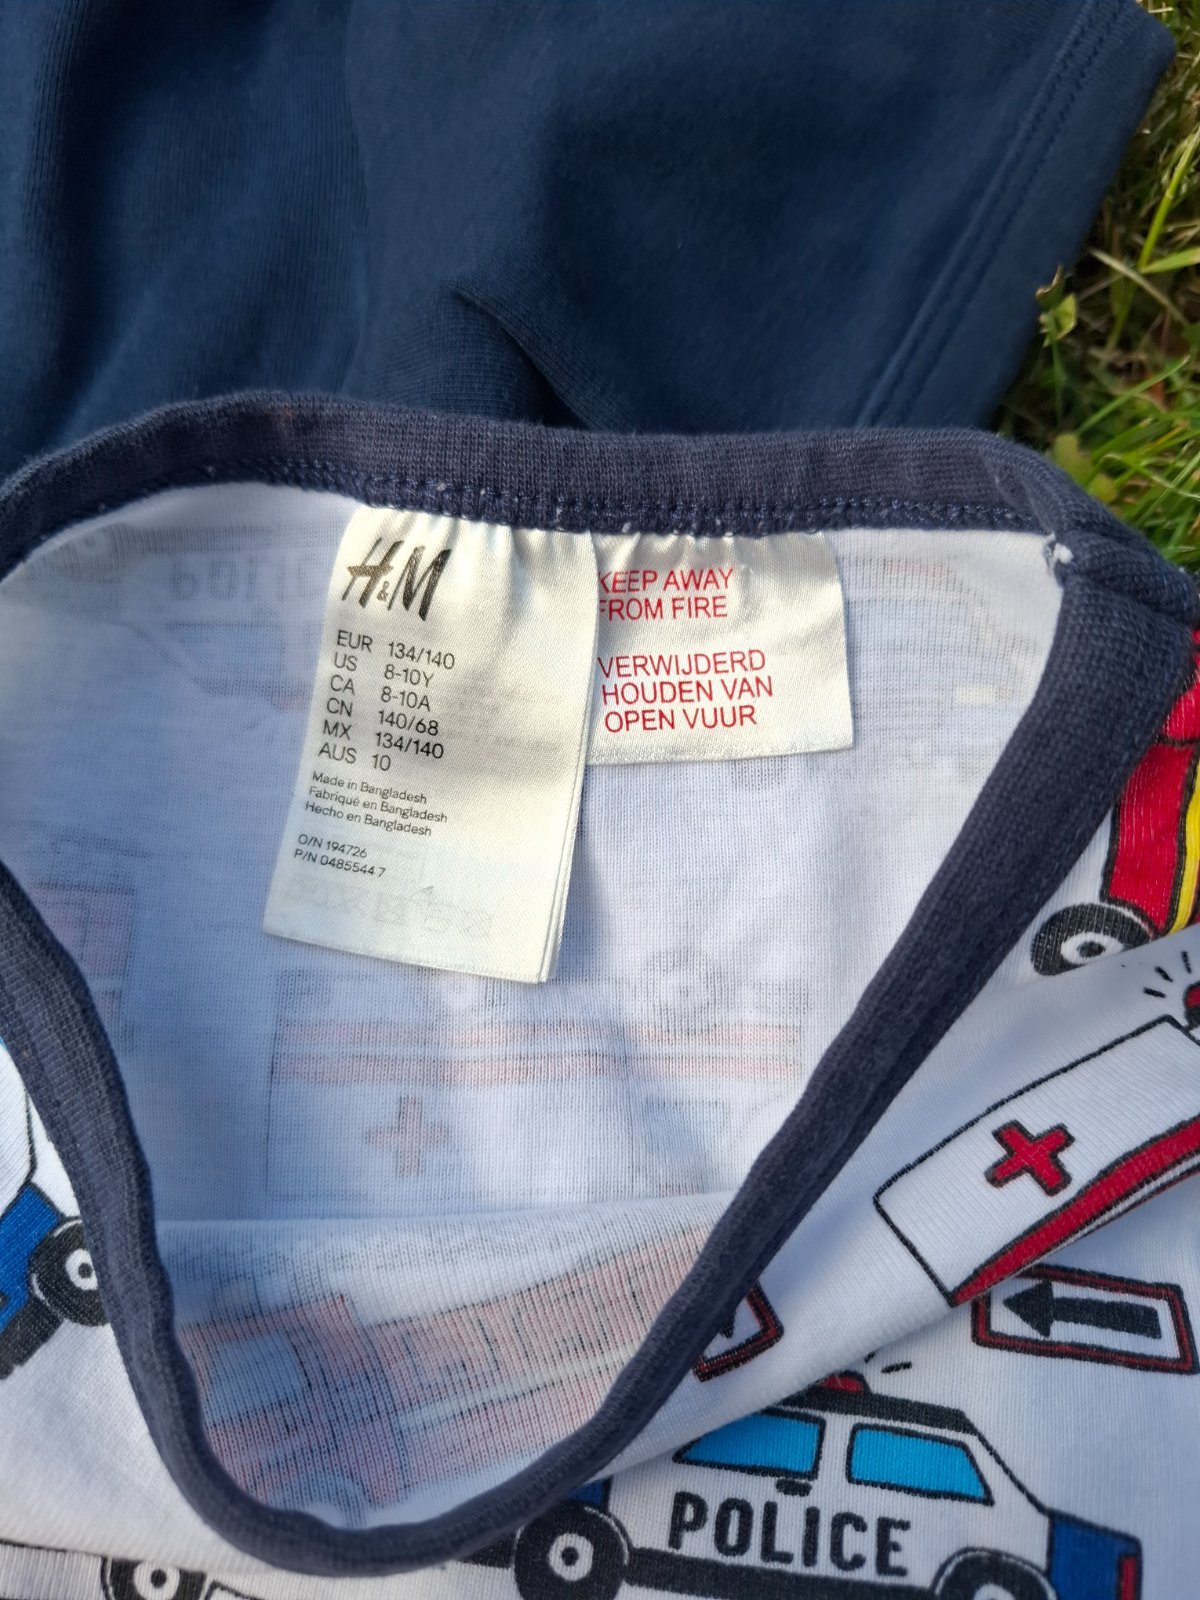 H&M
EUR 134/140
US 8-10Y
CA 8-10A
CN 140/68
MX 134/140
AUS 10
Made in Bangladesh
Fabriqué en Bangladesh
Hecho en Bangladesh
O/N 194726
P/N 0485544 7
KEEP AWAY
FROM FIRE
VERWIJDERD
HOUDEN VAN
OPEN VUUR
POLICE